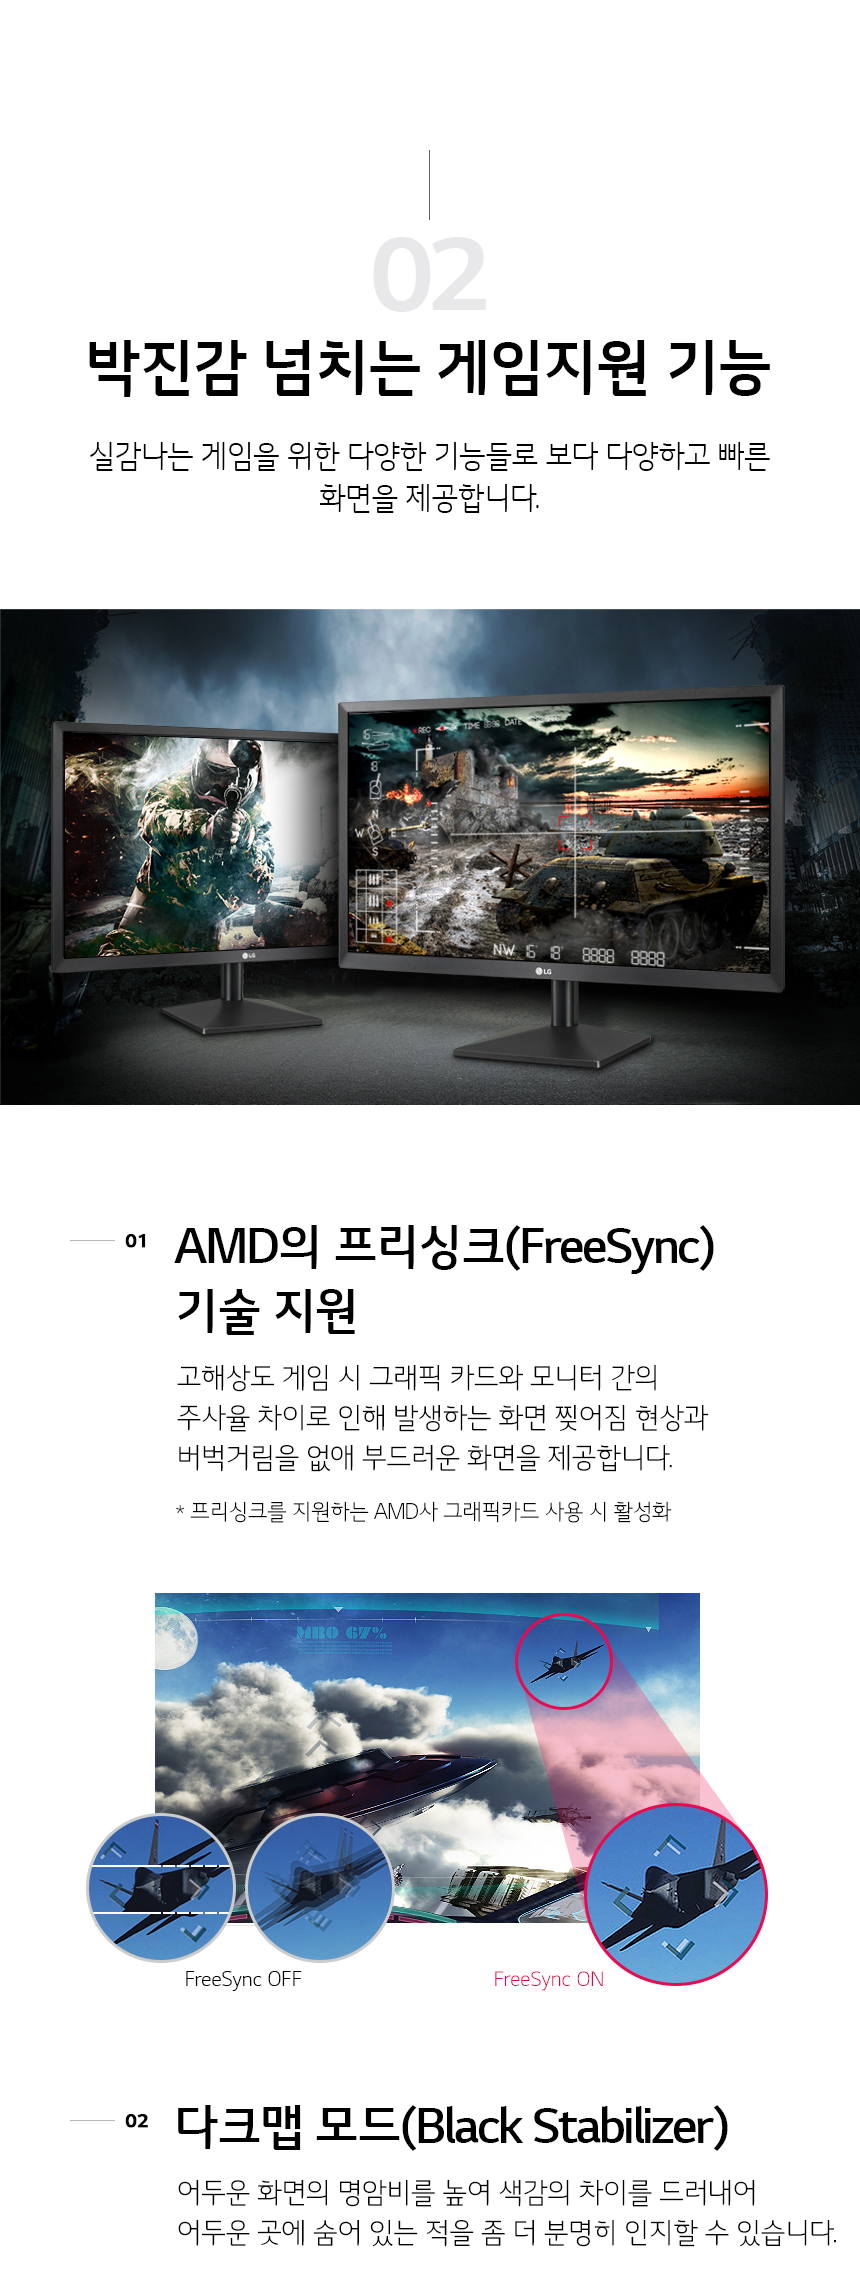 02
박진감 넘치는 게임지원 기능
실감나는 게임을 위한 다양한 기능들로 보다 다양하고 빠른
화면을 제공합니다.
REC
TIME
DATE
N
W
E
S
NW 15 18 8888 8888
LG
LG
01
AMD의 프리싱크(FreeSync)
기술 지원
고해상도 게임 시 그래픽 카드와 모니터 간의
주사율 차이로 인해 발생하는 화면 찢어짐 현상과
버벅거림을 없애 부드러운 화면을 제공합니다.
* 프리싱크를 지원하는 AMD사 그래픽카드 사용 시 활성화
MBO 67%
FreeSync OFF
FreeSync ON
02
다크맵 모드(Black Stabilizer)
어두운 화면의 명암비를 높여 색감의 차이를 드러내어
어두운 곳에 숨어 있는 적을 좀 더 분명히 인지할 수 있습니다.